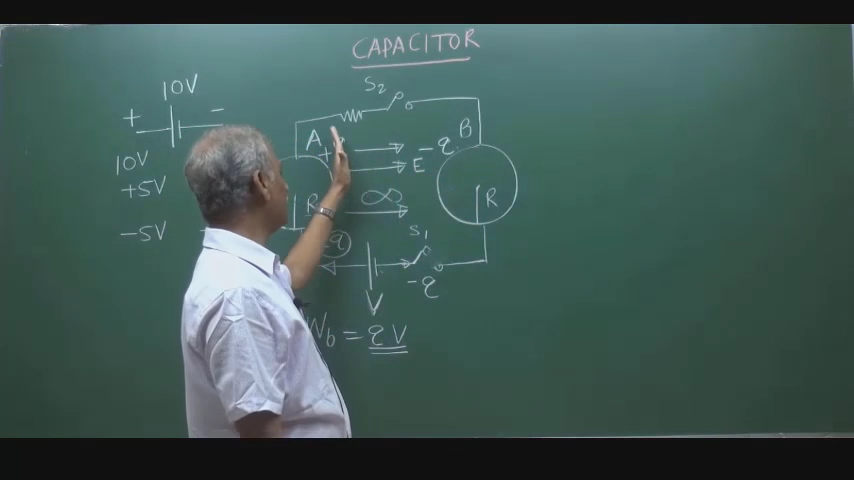 CAPACITOR
10V
S2
+ -
A
B
+
-q
10V
E
+5V
∞
R
R
-5V
S1
q
-q
V
Wb = qV